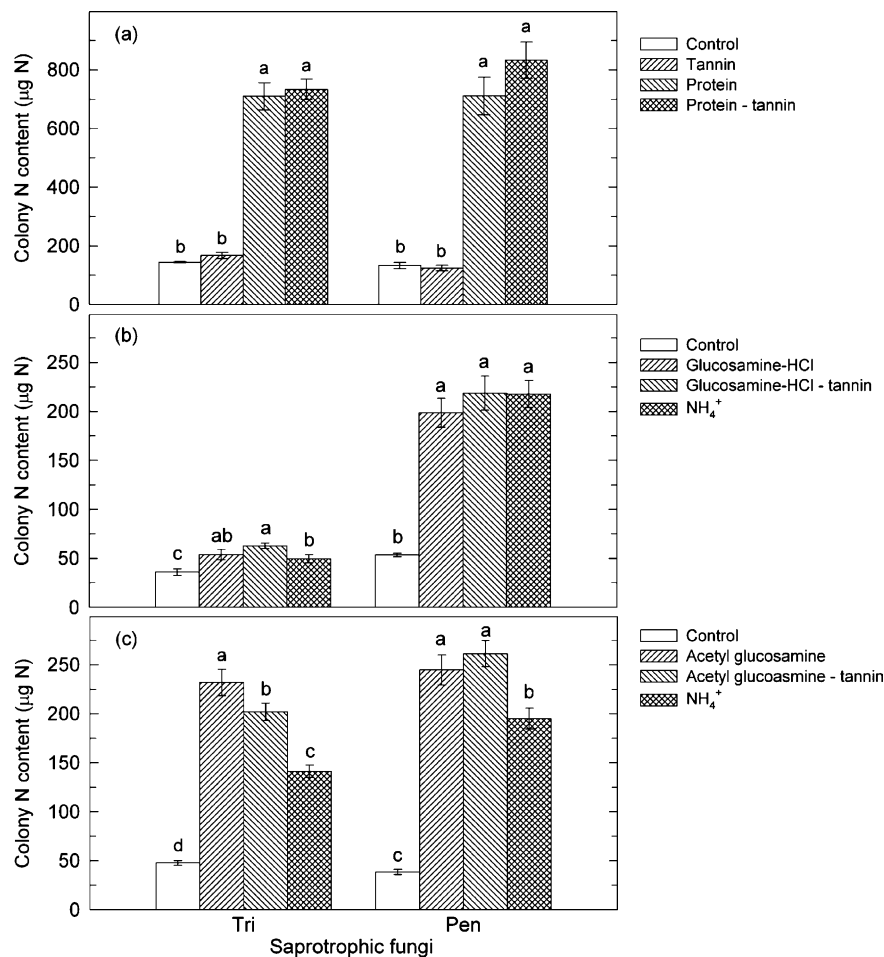 (a)
Colony N content (μg N)
800
600
400
200
0
b b a a b b a a
Control
Tannin
Protein
Protein - tannin
(b)
Colony N content (μg N)
250
200
150
100
50
0
c ab a b b a a a
Control
Glucosamine-HCl
Glucosamine-HCl - tannin
NH₄⁺
(c)
Colony N content (μg N)
250
200
150
100
50
0
d a b c c a a b
Control
Acetyl glucosamine
Acetyl glucoasmine - tannin
NH₄⁺
Tri Pen
Saprotrophic fungi